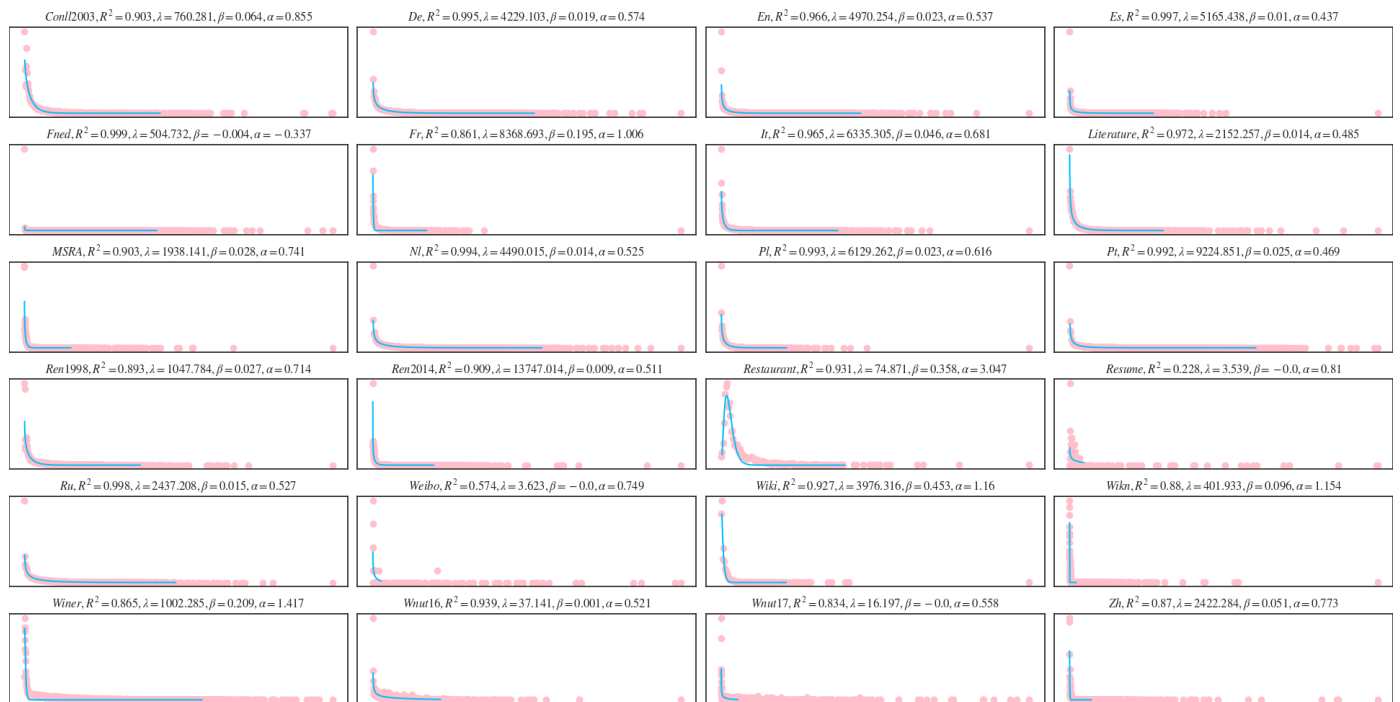 Conll2003, R² = 0.903, λ = 760.281, β = 0.064, α = 0.855
De, R² = 0.995, λ = 4229.103, β = 0.019, α = 0.574
En, R² = 0.966, λ = 4970.254, β = 0.023, α = 0.537
Es, R² = 0.997, λ = 5165.438, β = 0.01, α = 0.437
Fned, R² = 0.999, λ = 504.732, β = −0.004, α = −0.337
Fr, R² = 0.861, λ = 8368.693, β = 0.195, α = 1.006
It, R² = 0.965, λ = 6335.305, β = 0.046, α = 0.681
Literature, R² = 0.972, λ = 2152.257, β = 0.014, α = 0.485
MSRA, R² = 0.903, λ = 1938.141, β = 0.028, α = 0.741
Nl, R² = 0.994, λ = 4490.015, β = 0.014, α = 0.525
Pl, R² = 0.993, λ = 6129.262, β = 0.023, α = 0.616
Pt, R² = 0.992, λ = 9224.851, β = 0.025, α = 0.469
Ren1998, R² = 0.893, λ = 1047.784, β = 0.027, α = 0.714
Ren2014, R² = 0.909, λ = 13747.014, β = 0.009, α = 0.511
Restaurant, R² = 0.931, λ = 74.871, β = 0.358, α = 3.047
Resume, R² = 0.228, λ = 3.539, β = −0.0, α = 0.81
Ru, R² = 0.998, λ = 2437.208, β = 0.015, α = 0.527
Weibo, R² = 0.574, λ = 3.623, β = −0.0, α = 0.749
Wiki, R² = 0.927, λ = 3976.316, β = 0.453, α = 1.16
Wikn, R² = 0.88, λ = 401.933, β = 0.096, α = 1.154
Winer, R² = 0.865, λ = 1002.285, β = 0.209, α = 1.417
Wnut16, R² = 0.939, λ = 37.141, β = 0.001, α = 0.521
Wnut17, R² = 0.834, λ = 16.197, β = −0.0, α = 0.558
Zh, R² = 0.87, λ = 2422.284, β = 0.051, α = 0.773